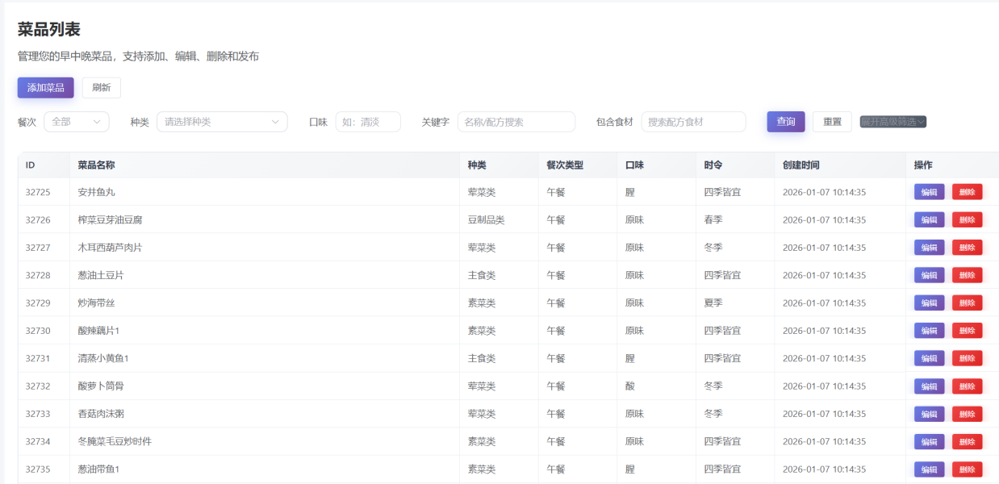 菜品列表
管理您的早中晚菜品，支持添加、编辑、删除和发布
添加菜品 刷新
餐次 全部 种类 请选择种类 口味 如：清淡 关键字 名称/配方搜索 包含食材 搜索配方食材 查询 重置 展开高级筛选
ID 菜品名称 种类 餐次类型 口味 时令 创建时间 操作
32725 安井鱼丸 荤菜类 午餐 腥 四季皆宜 2026-01-07 10:14:35 编辑 删除
32726 榨菜豆芽油豆腐 豆制品类 午餐 原味 春季 2026-01-07 10:14:35 编辑 删除
32727 木耳西葫芦肉片 荤菜类 午餐 原味 冬季 2026-01-07 10:14:35 编辑 删除
32728 葱油土豆片 主食类 午餐 原味 四季皆宜 2026-01-07 10:14:35 编辑 删除
32729 炒海带丝 素菜类 午餐 原味 夏季 2026-01-07 10:14:35 编辑 删除
32730 酸辣藕片1 素菜类 午餐 原味 四季皆宜 2026-01-07 10:14:35 编辑 删除
32731 清蒸小黄鱼1 主食类 午餐 腥 四季皆宜 2026-01-07 10:14:35 编辑 删除
32732 酸萝卜筒骨 荤菜类 午餐 酸 冬季 2026-01-07 10:14:35 编辑 删除
32733 香菇肉沫粥 荤菜类 午餐 原味 冬季 2026-01-07 10:14:35 编辑 删除
32734 冬腌菜毛豆炒时件 素菜类 午餐 原味 四季皆宜 2026-01-07 10:14:35 编辑 删除
32735 葱油带鱼1 素菜类 午餐 腥 四季皆宜 2026-01-07 10:14:35 编辑 删除